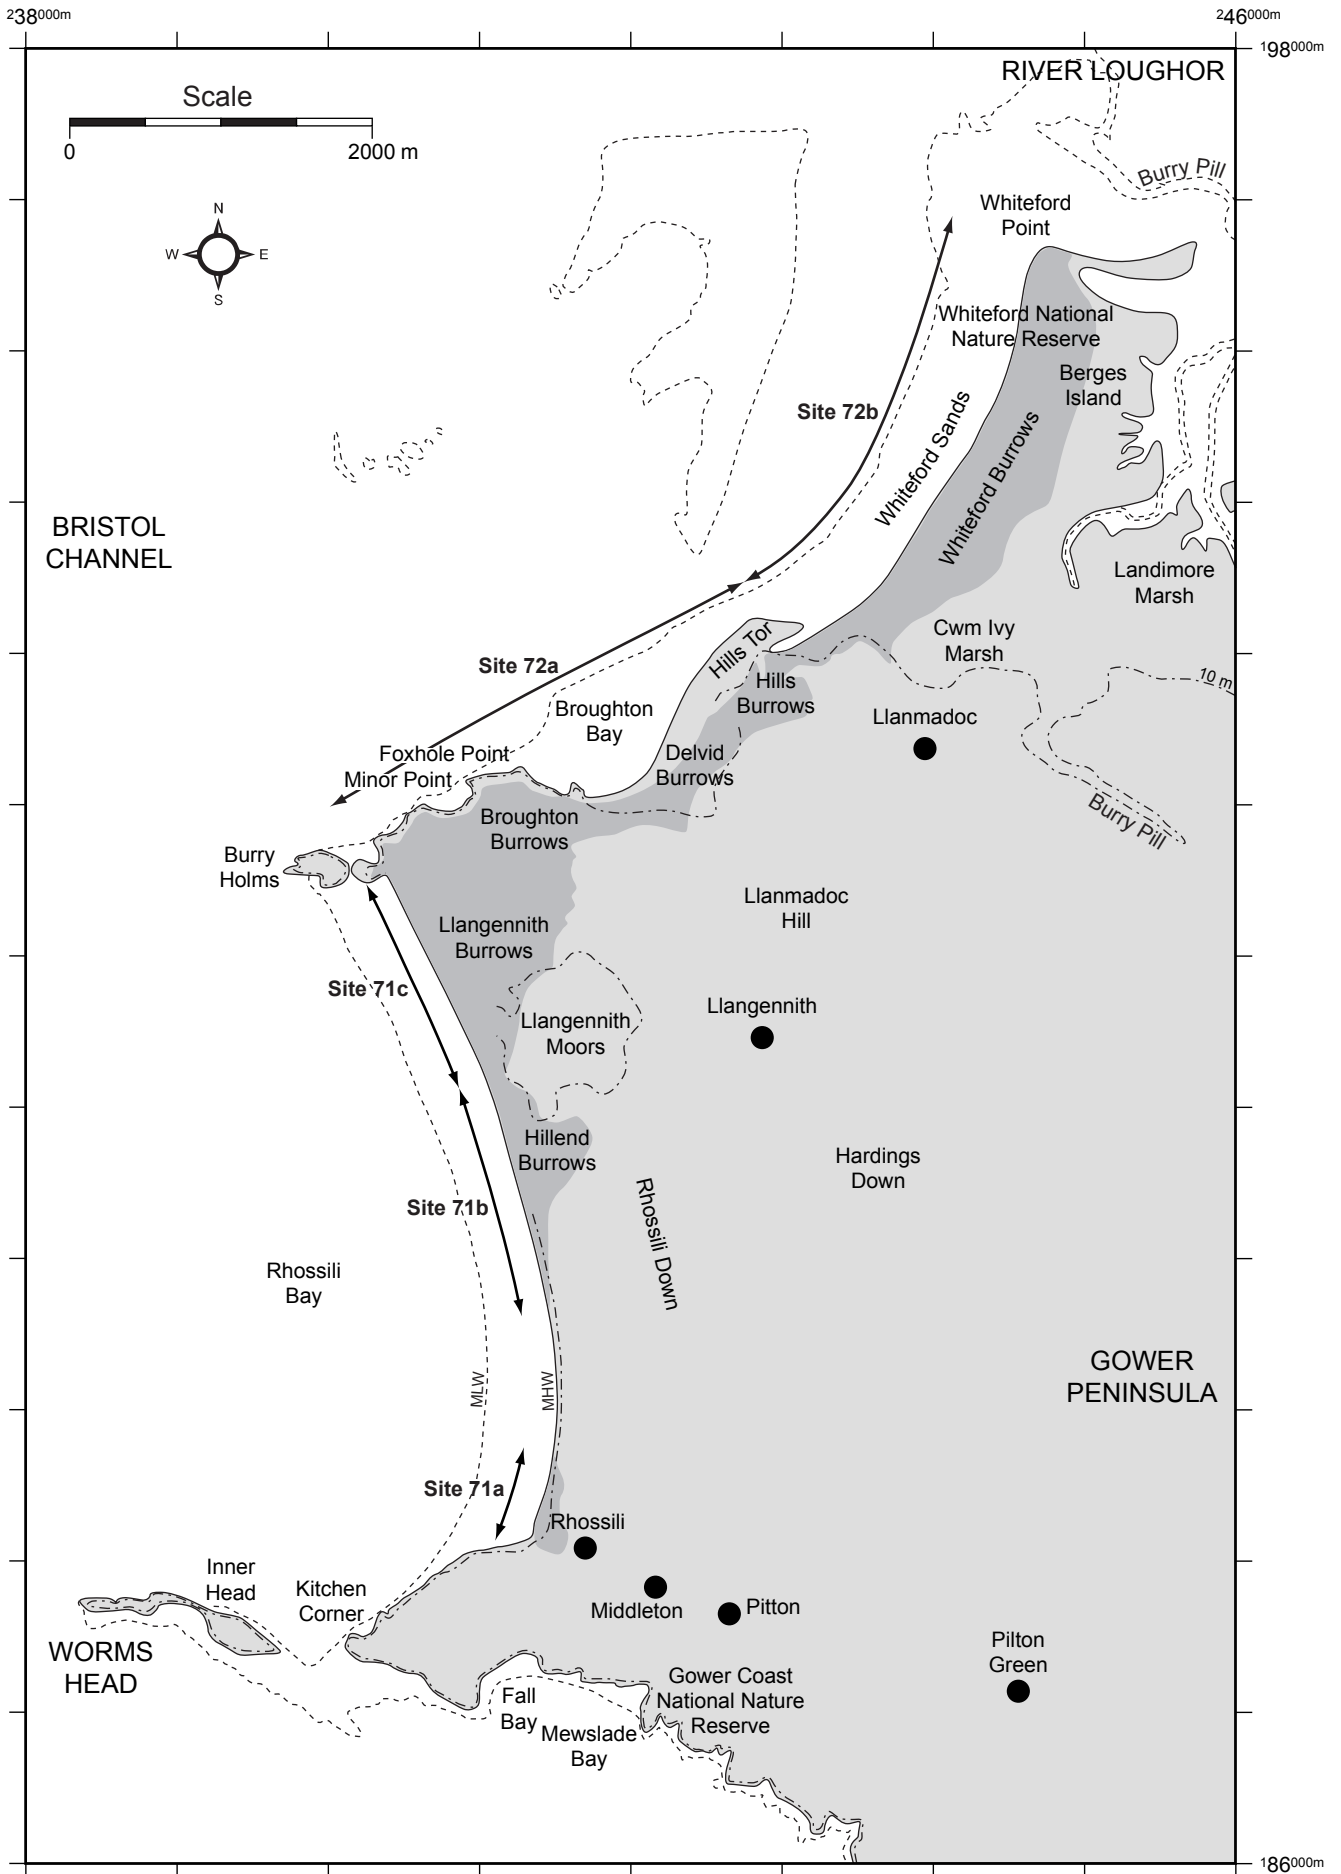 238000m
246000m
198000m
RIVER LOUGHOR
Scale
0
2000 m
N
W
E
S
Burry Pill
Whiteford
Point
Whiteford National
Nature Reserve
Berges
Island
Site 72b
Whiteford Sands
Whiteford Burrows
BRISTOL
CHANNEL
Landimore
Marsh
Cwm Ivy
Marsh
Hills Tor
Site 72a
10 m
Hills
Burrows
Broughton
Bay
Llanmadoc
Foxhole Point
Minor Point
Delvid
Burrows
Broughton
Burrows
Burry Pill
Burry
Holms
Llanmadoc
Hill
Llangennith
Burrows
Site 71c
Llangennith
Llangennith
Moors
Hillend
Burrows
Hardings
Down
Site 71b
Rhossili Down
Rhossili
Bay
MLW
MHW
GOWER
PENINSULA
Site 71a
Rhossili
Inner
Head
Kitchen
Corner
Middleton
Pitton
WORMS
HEAD
Pilton
Green
Fall
Bay
Gower Coast
National Nature
Reserve
Mewslade
Bay
186000m